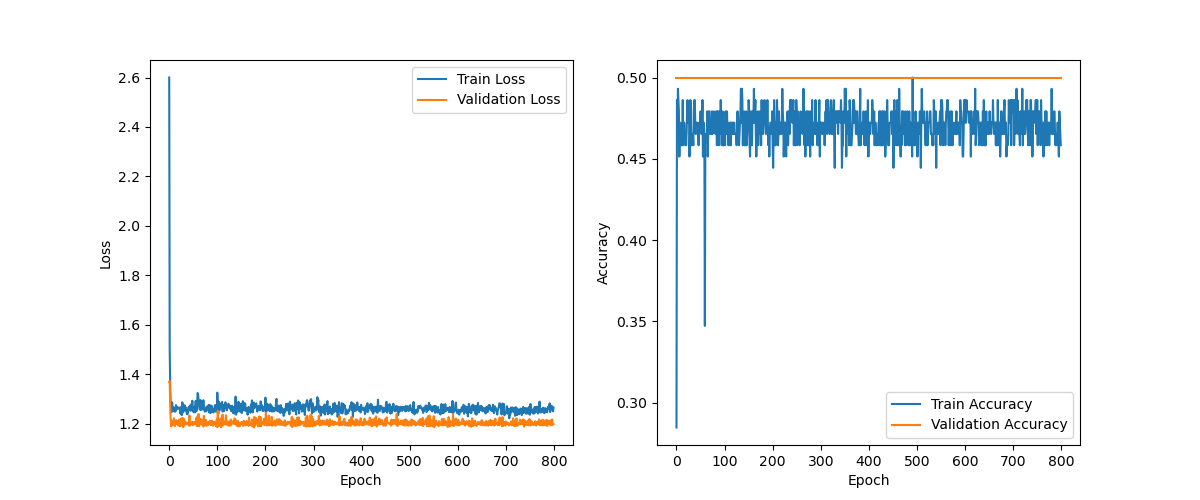 2.6
2.4
2.2
2.0
1.8
1.6
1.4
1.2
Loss
0 100 200 300 400 500 600 700 800
Epoch
Train Loss
Validation Loss
0.50
0.45
0.40
0.35
0.30
Accuracy
0 100 200 300 400 500 600 700 800
Epoch
Train Accuracy
Validation Accuracy